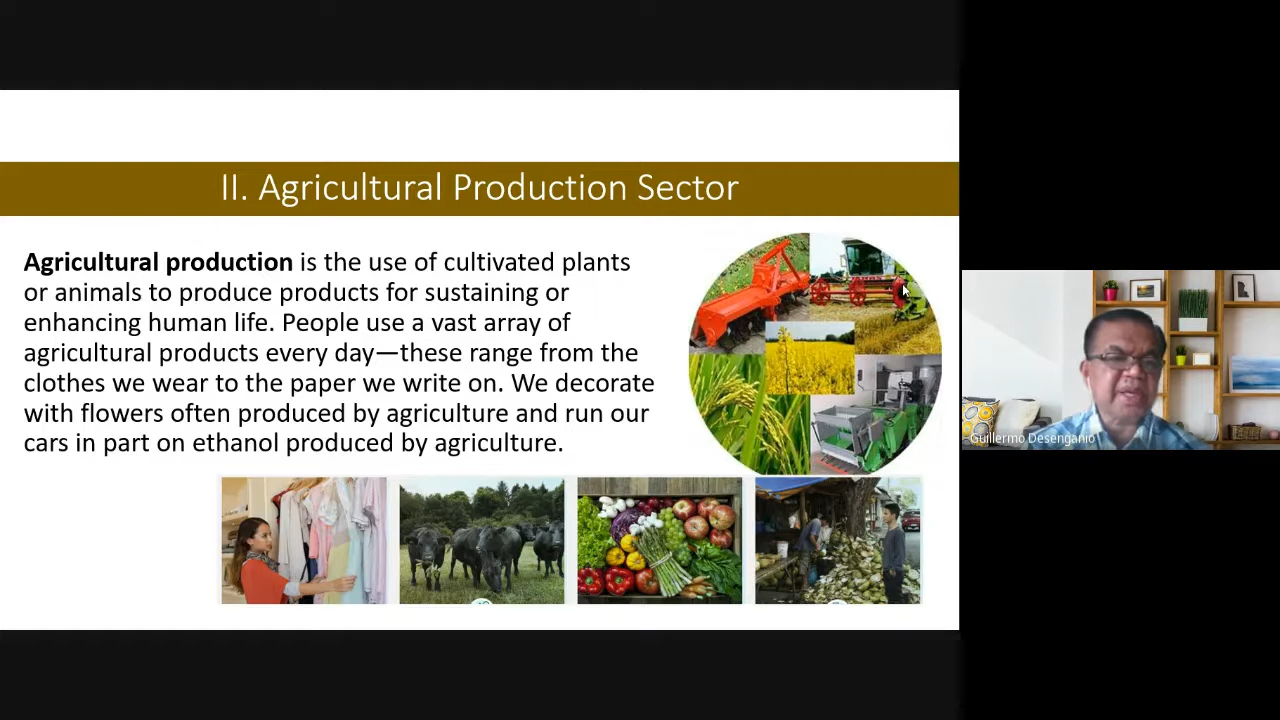 II. Agricultural Production Sector
Agricultural production is the use of cultivated plants
or animals to produce products for sustaining or
enhancing human life. People use a vast array of
agricultural products every day—these range from the
clothes we wear to the paper we write on. We decorate
with flowers often produced by agriculture and run our
cars in part on ethanol produced by agriculture.
Guillermo Desenganio